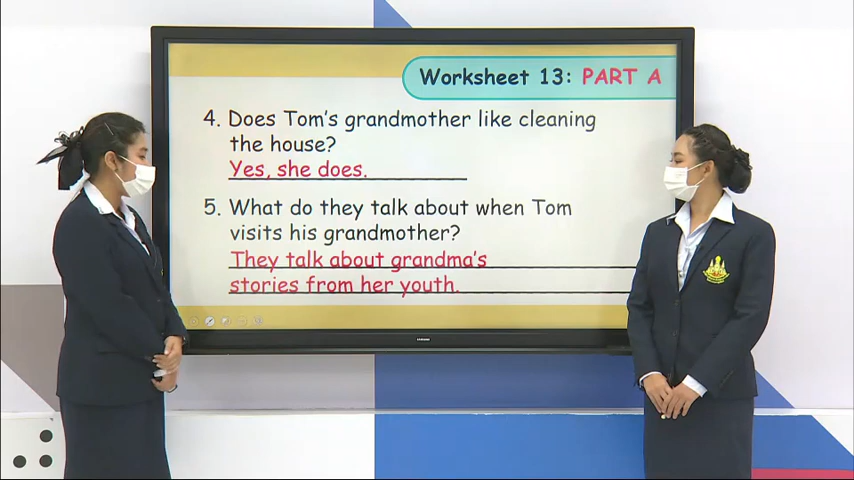 Worksheet 13: PART A
4. Does Tom's grandmother like cleaning
the house?
Yes, she does.
5. What do they talk about when Tom
visits his grandmother?
They talk about grandma's
stories from her youth.
SAMSUNG